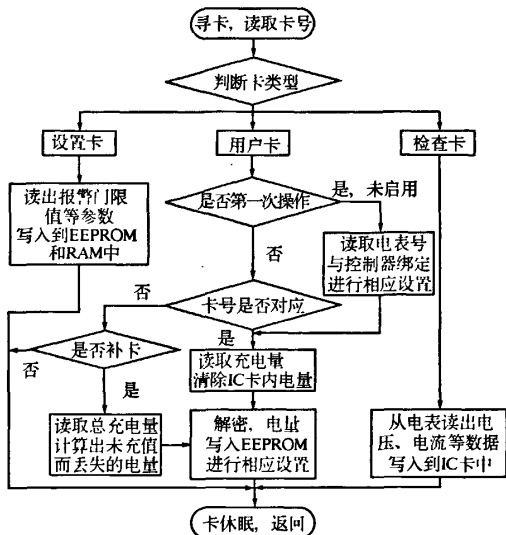 寻卡，读取卡号
判断卡类型
设置卡
用户卡
检查卡
读出报警门限
值等参数
写入到EEPROM
和RAM中
是否第一次操作
是，未启用
否
读取电表号
与控制器绑定
进行相应设置
卡号是否对应
否
是
是否补卡
否
是
读取充电量
清除IC卡内电量
读取总充电量
计算出未充值
而丢失的电量
解密，电量
写入EEPROM
进行相应设置
从电表读出电
压、电流等数据
写入到IC卡中
卡休眠，返回